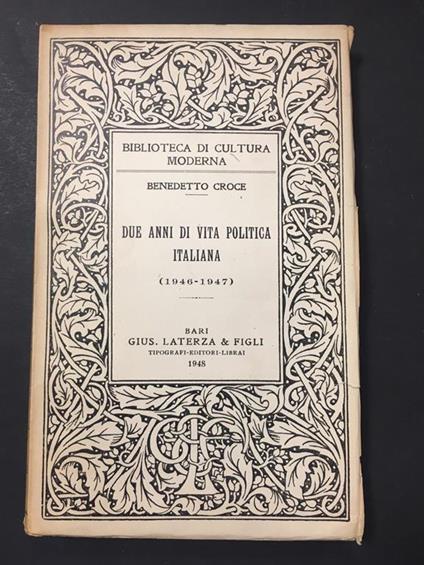 BIBLIOTECA DI CULTURA
MODERNA
BENEDETTO CROCE
DUE ANNI DI VITA POLITICA
ITALIANA
(1946-1947)
BARI
GIUS. LATERZA & FIGLI
TIPOGRAFI-EDITORI-LIBRAI
1948